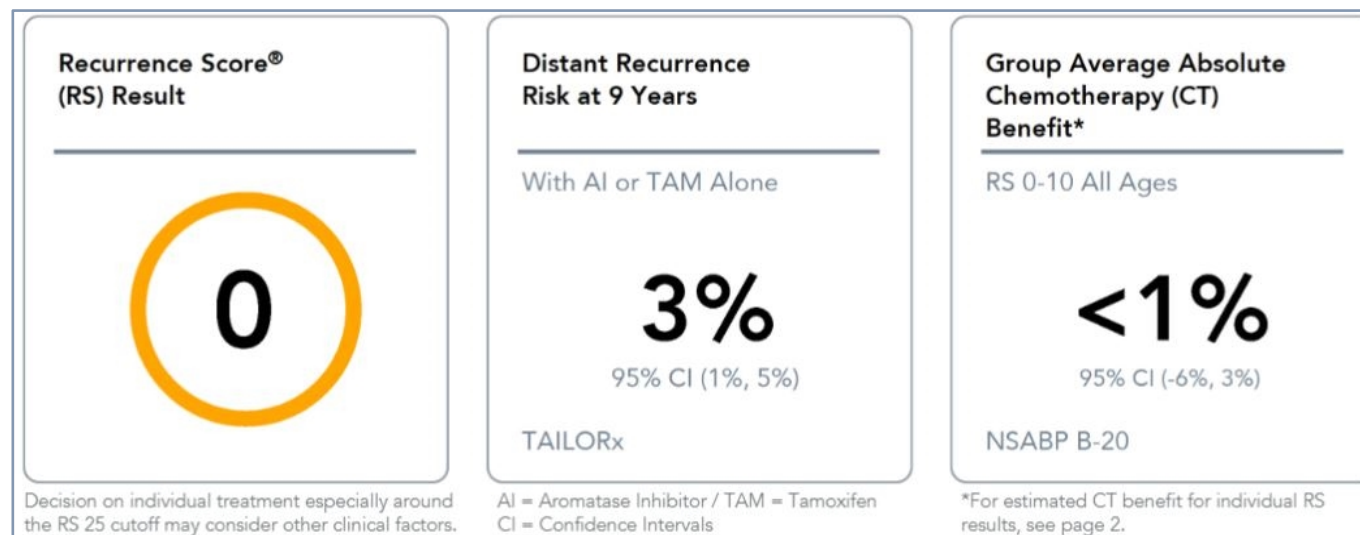 Recurrence Score®
(RS) Result
0
Decision on individual treatment especially around
the RS 25 cutoff may consider other clinical factors.
Distant Recurrence
Risk at 9 Years
With AI or TAM Alone
3%
95% CI (1%, 5%)
TAILORx
AI = Aromatase Inhibitor / TAM = Tamoxifen
CI = Confidence Intervals
Group Average Absolute
Chemotherapy (CT)
Benefit*
RS 0-10 All Ages
<1%
95% CI (-6%, 3%)
NSABP B-20
*For estimated CT benefit for individual RS
results, see page 2.